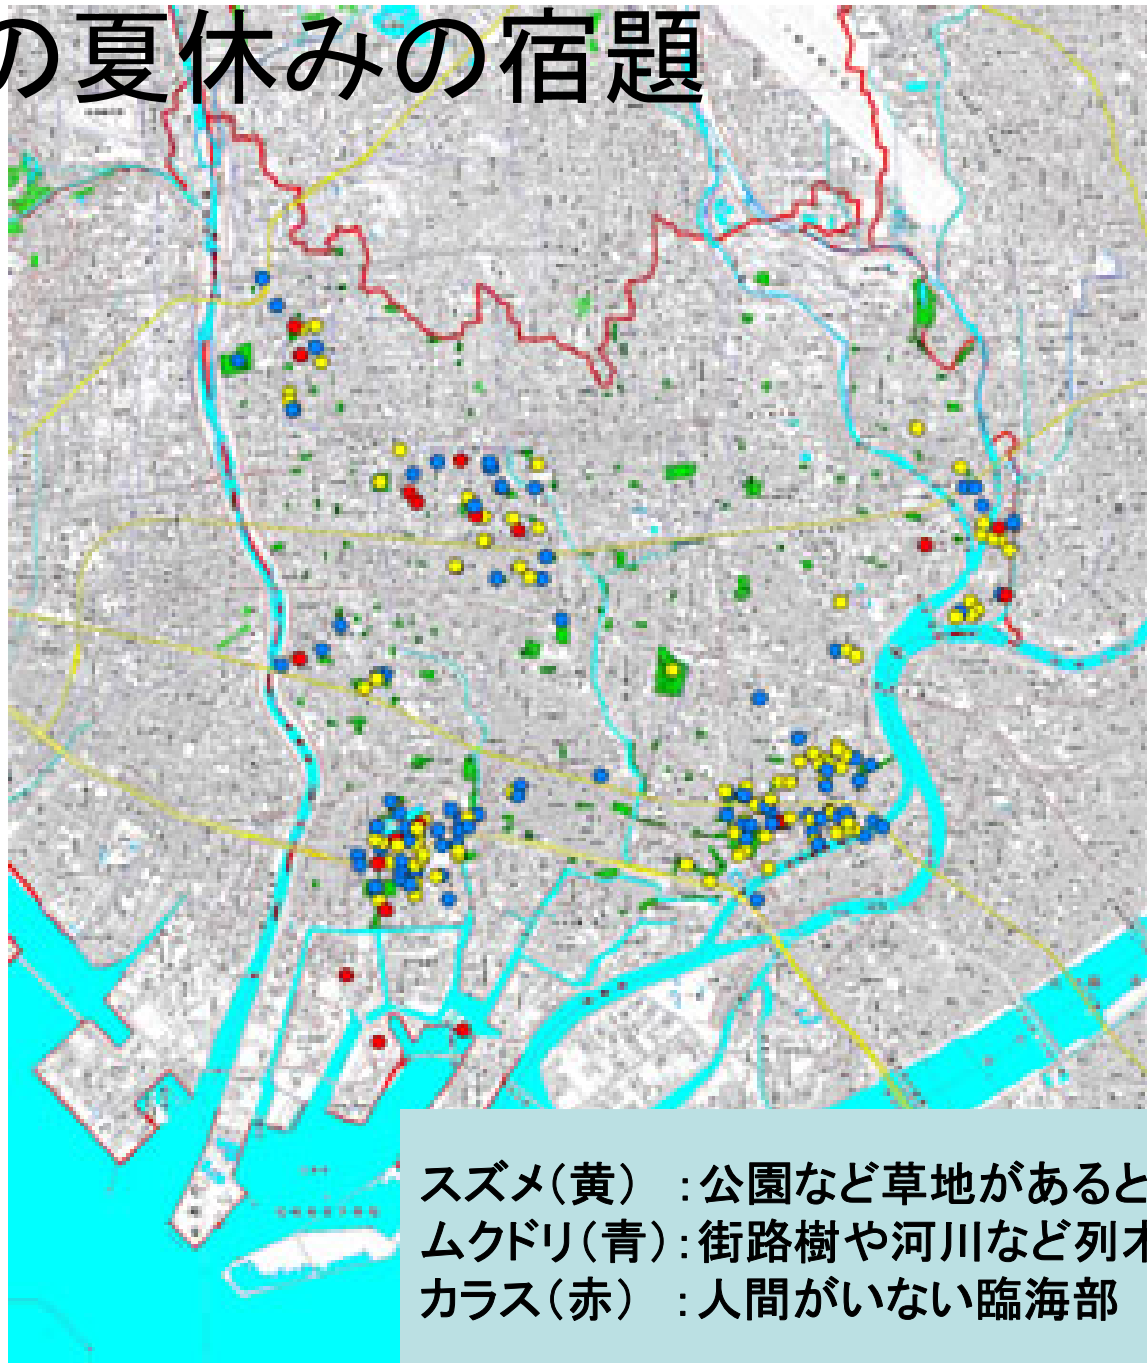 の夏休みの宿題
スズメ(黄) :公園など草地があると
ムクドリ(青):街路樹や河川など列木
カラス(赤) :人間がいない臨海部